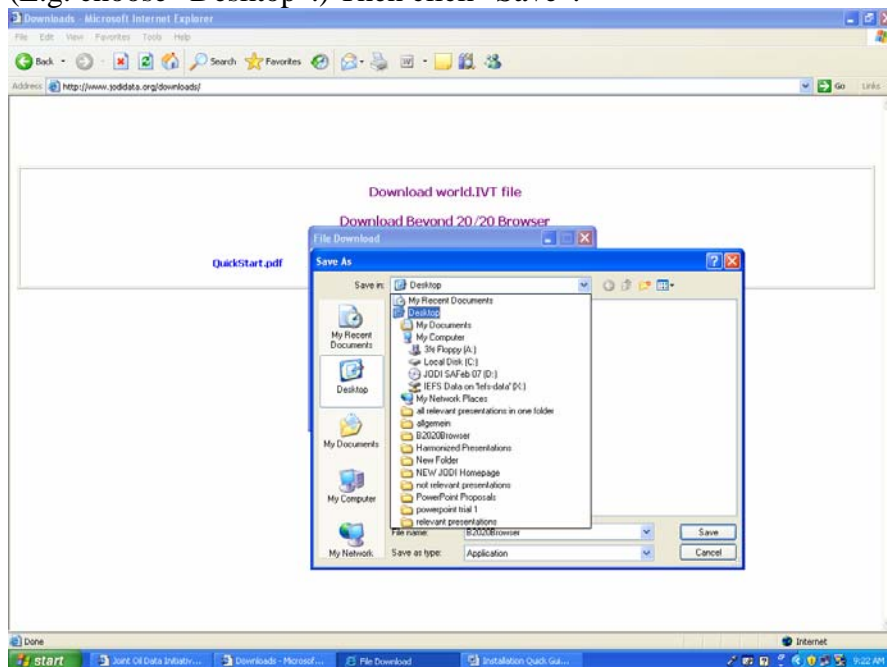 (E.g. choose "Desktop".) Then click "Save".
Downloads - Microsoft Internet Explorer
File Edit View Favorites Tools Help
Back Search Favorites
Address http://www.jodidata.org/downloads/ Go Links
Download world.IVT file
Download Beyond 20/20 Browser
File Download
QuickStart.pdf
Save As
Save in: Desktop
My Recent Documents
Desktop
My Documents
My Computer
3½ Floppy (A:)
Local Disk (C:)
JODI SAFeb 07 (D:)
IEFS Data on 'Iefs-data' (X:)
My Network Places
all relevant presentations in one folder
allgemein
B2020Browser
Harmonized Presentations
New Folder
NEW JODI Homepage
not relevant presentations
PowerPoint Proposals
powerpoint trial 1
relevant presentations
My Recent
Documents
Desktop
My Documents
My Computer
My Network
File name: B2020Browser Save
Save as type: Application Cancel
Done Internet
start Joint Oil Data Initiativ... Downloads - Microsof... File Download Installation Quick Gui... 9:22 AM